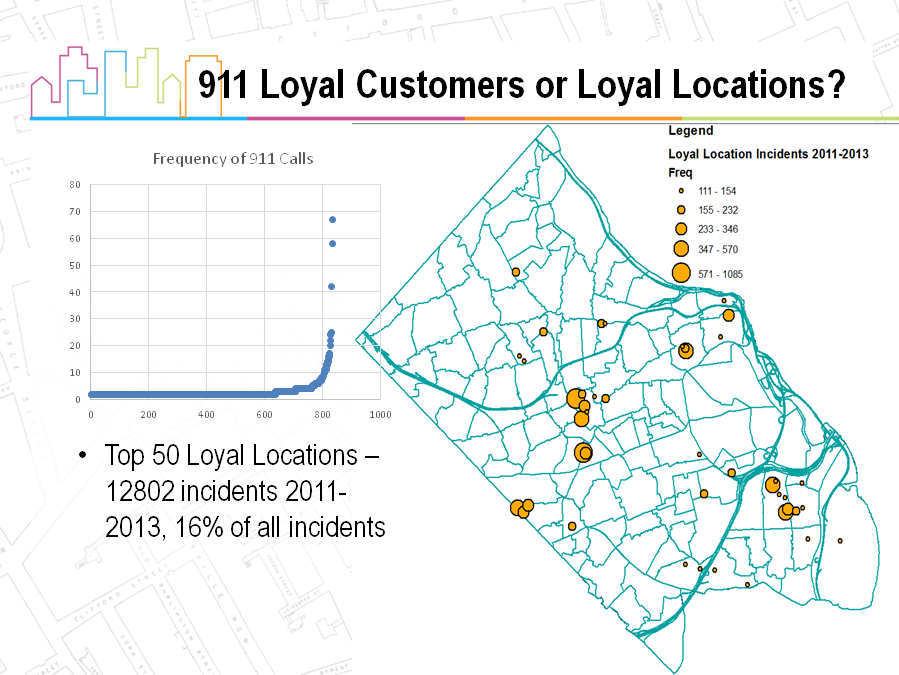 911 Loyal Customers or Loyal Locations?
Frequency of 911 Calls
80
70
60
50
40
30
20
10
0
0 200 400 600 800 1000
• Top 50 Loyal Locations –
12802 incidents 2011-
2013, 16% of all incidents
Legend
Loyal Location Incidents 2011-2013
Freq
111 - 154
155 - 232
233 - 346
347 - 570
571 - 1085
CLIFFORD STREET